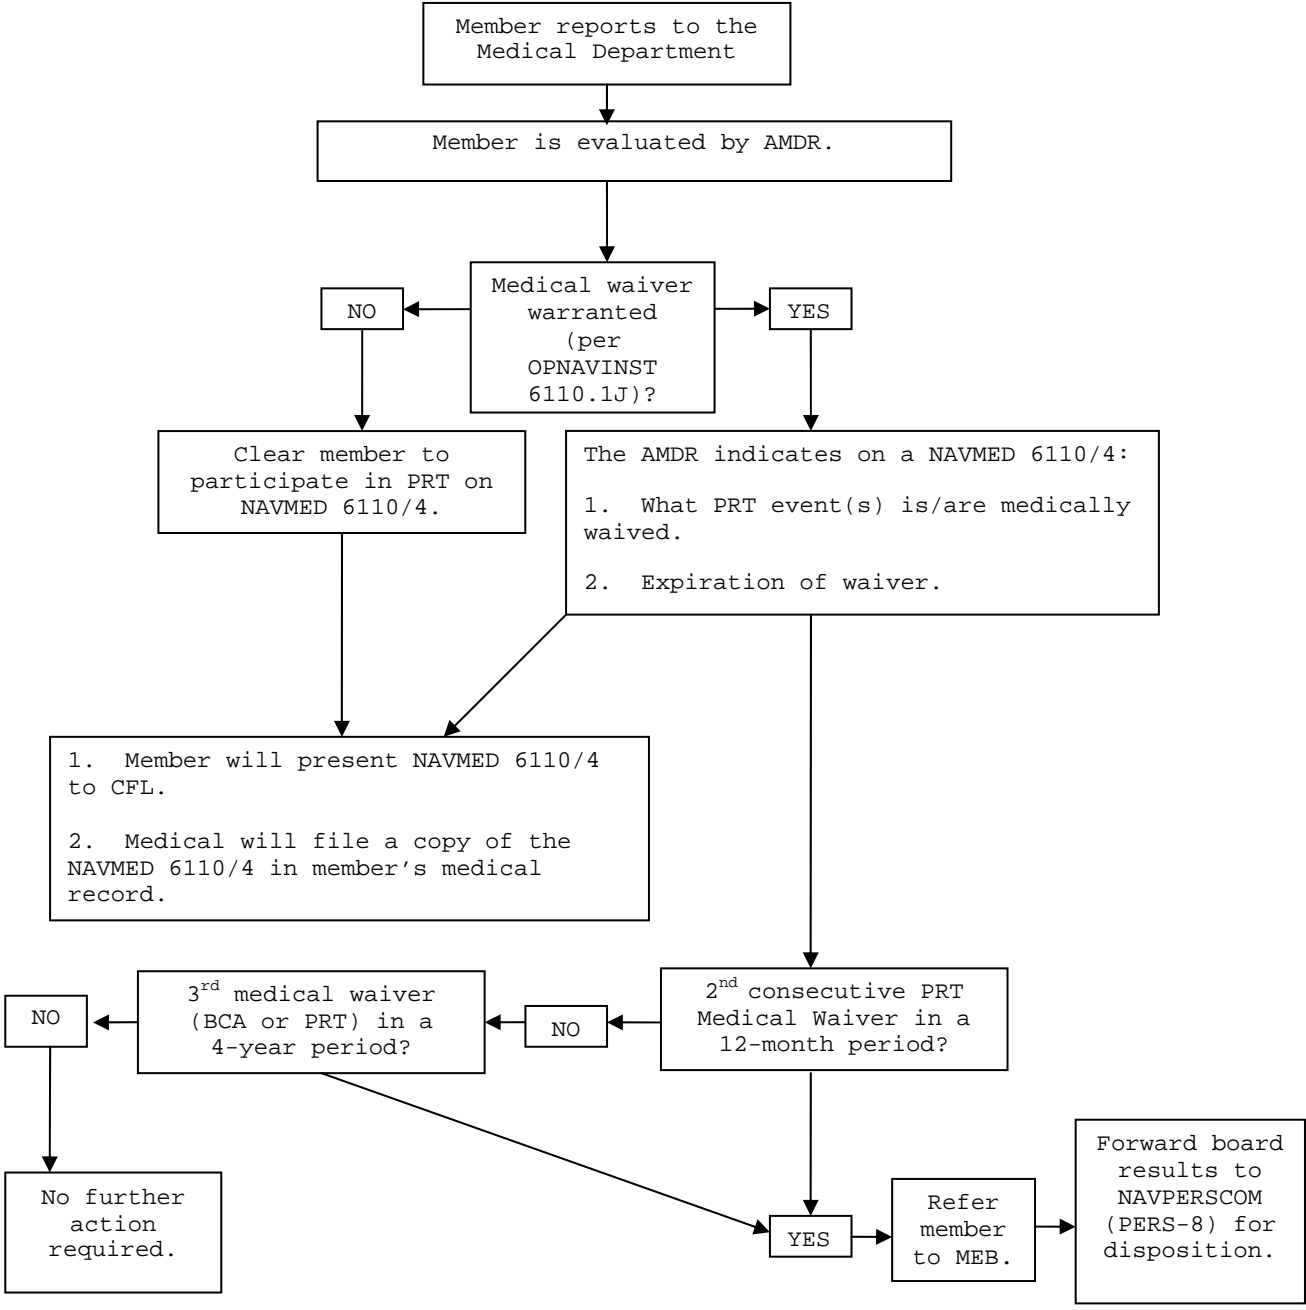 Member reports to the
Medical Department
Member is evaluated by AMDR.
Medical waiver
warranted
(per
OPNAVINST
6110.1J)?
NO
YES
Clear member to
participate in PRT on
NAVMED 6110/4.
The AMDR indicates on a NAVMED 6110/4:
1. What PRT event(s) is/are medically
waived.
2. Expiration of waiver.
1. Member will present NAVMED 6110/4
to CFL.
2. Medical will file a copy of the
NAVMED 6110/4 in member's medical
record.
2nd consecutive PRT
Medical Waiver in a
12-month period?
NO
3rd medical waiver
(BCA or PRT) in a
4-year period?
NO
No further
action
required.
YES
Refer
member
to MEB.
Forward board
results to
NAVPERSCOM
(PERS-8) for
disposition.